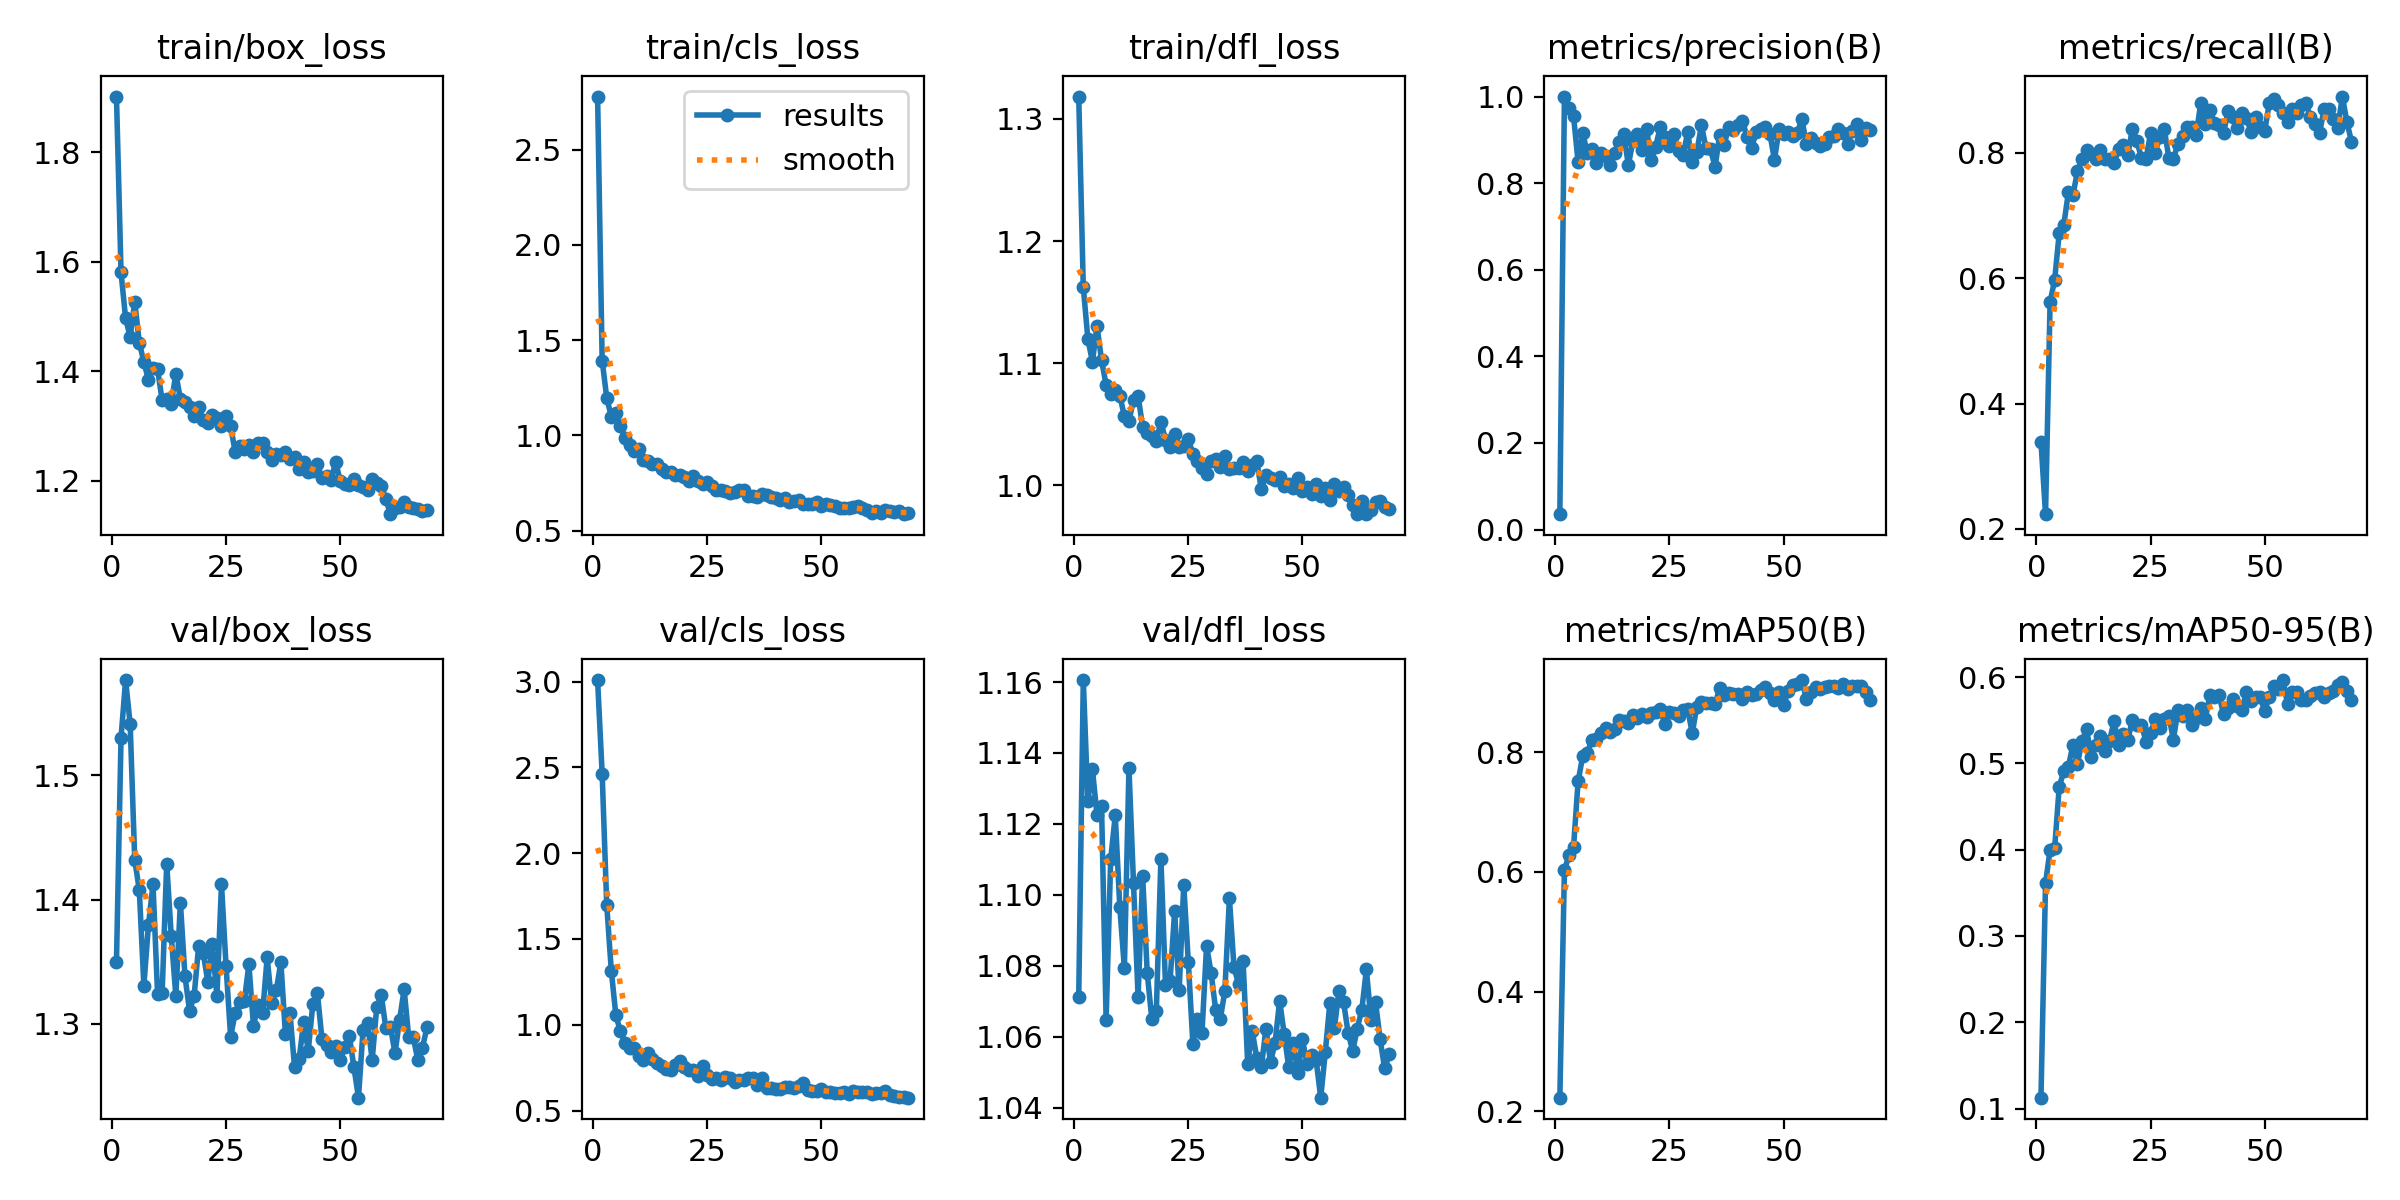 train/box_loss
1.8
1.6
1.4
1.2
0 25 50
train/cls_loss
results
smooth
2.5
2.0
1.5
1.0
0.5
0 25 50
train/dfl_loss
1.3
1.2
1.1
1.0
0 25 50
metrics/precision(B)
1.0
0.8
0.6
0.4
0.2
0.0
0 25 50
metrics/recall(B)
0.8
0.6
0.4
0.2
0 25 50
val/box_loss
1.5
1.4
1.3
0 25 50
val/cls_loss
3.0
2.5
2.0
1.5
1.0
0.5
0 25 50
val/dfl_loss
1.16
1.14
1.12
1.10
1.08
1.06
1.04
0 25 50
metrics/mAP50(B)
0.8
0.6
0.4
0.2
0 25 50
metrics/mAP50-95(B)
0.6
0.5
0.4
0.3
0.2
0.1
0 25 50